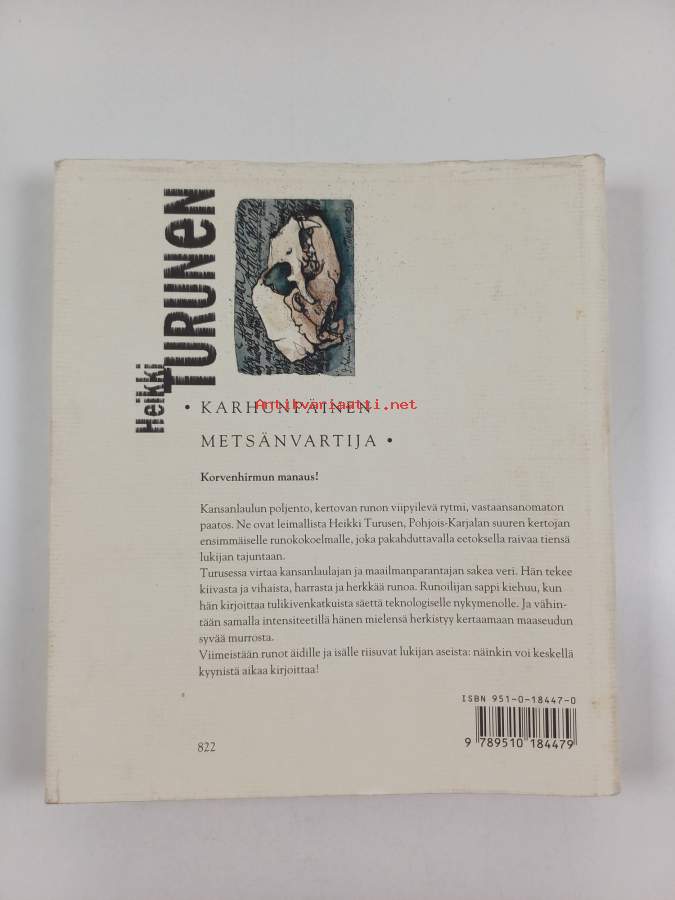 Heikki
TURUNEN
• KARHUNPÄINEN
Antikvariaatti.net
METSÄNVARTIJA •
Korvenhirmun manaus!
Kansanlaulun poljento, kertovan runon viipyilevä rytmi, vastaansanomaton
paatos. Ne ovat leimallista Heikki Turusen, Pohjois-Karjalan suuren kertojan
ensimmäiselle runokokoelmalle, joka pakahduttavalla eetoksella raivaa tiensä
lukijan tajuntaan.
Turusessa virtaa kansanlaulajan ja maailmanparantajan sakea veri. Hän tekee
kiivasta ja vihaista, harrasta ja herkkää runoa. Runoilijan sappi kiehuu, kun
hän kirjoittaa tulikivenkatkuista säettä teknologiselle nykymenolle. Ja vähin-
tään samalla intensiteetillä hänen mielensä herkistyy kertaamaan maaseudun
syvää murrosta.
Viimeistään runot äidille ja isälle riisuvat lukijan aseista: näinkin voi keskellä
kyynistä aikaa kirjoittaa!
ISBN 951-0-18447-0
9 789510 184479
822